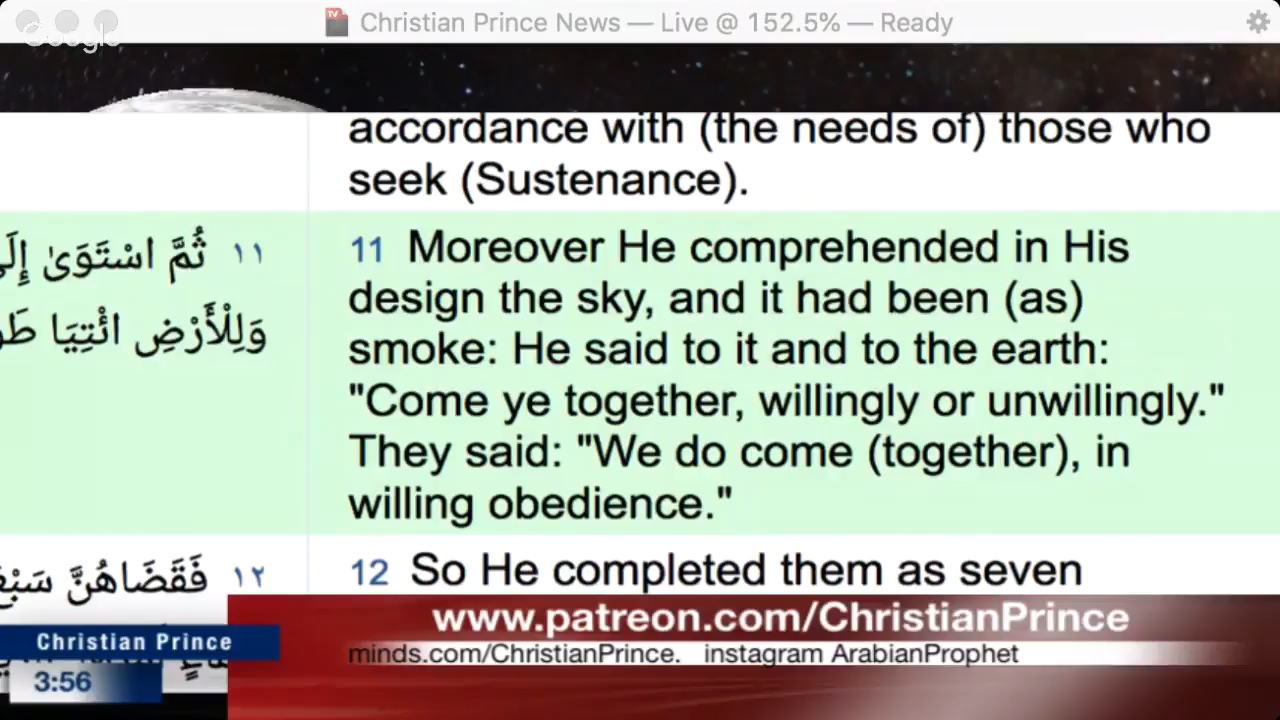 Christian Prince News — Live @ 152.5% — Ready
Google
accordance with (the needs of) those who
seek (Sustenance).
١١ ثُمَّ اسْتَوَىٰ
وَلِلْأَرْضِ ائْتِيَا
11 Moreover He comprehended in His
design the sky, and it had been (as)
smoke: He said to it and to the earth:
"Come ye together, willingly or unwillingly."
They said: "We do come (together), in
willing obedience."
١٢ فَقَضَاهُنَّ
12 So He completed them as seven
www.patreon.com/ChristianPrince
Christian Prince
minds.com/ChristianPrince. instagram ArabianProphet
3:56